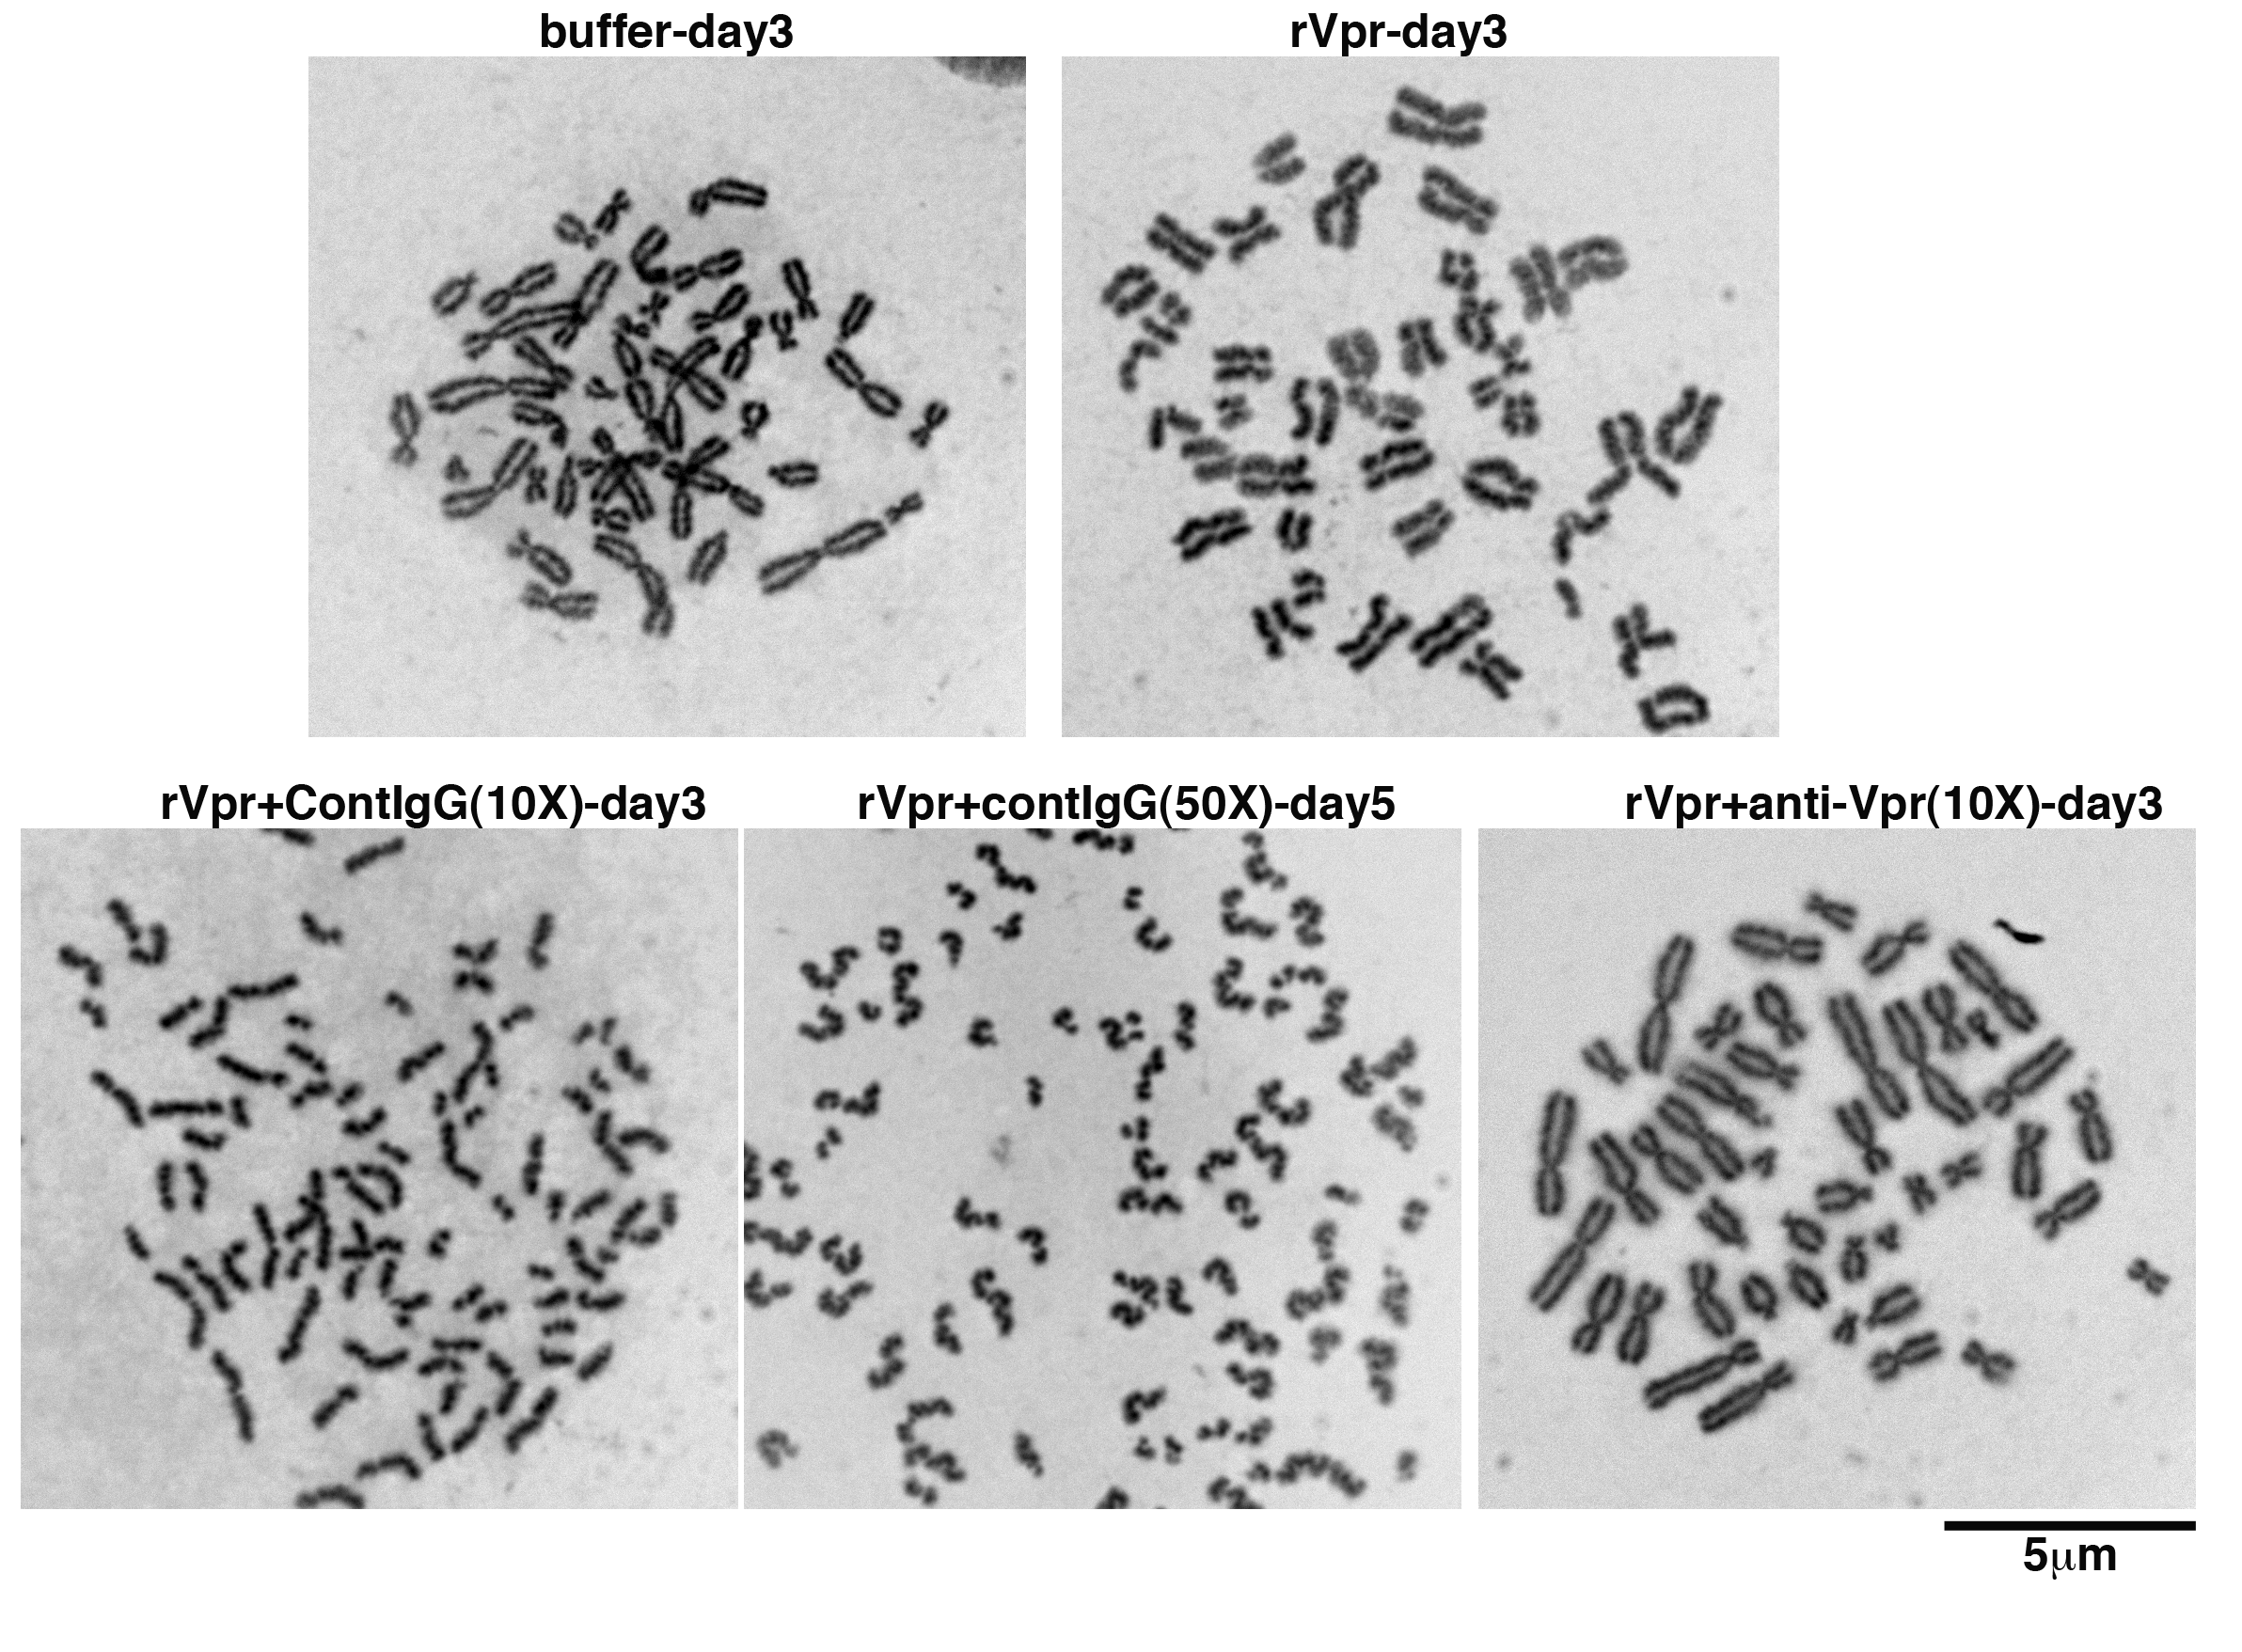 buffer-day3
rVpr-day3
rVpr+ContIgG(10X)-day3
rVpr+contIgG(50X)-day5
rVpr+anti-Vpr(10X)-day3
5μm